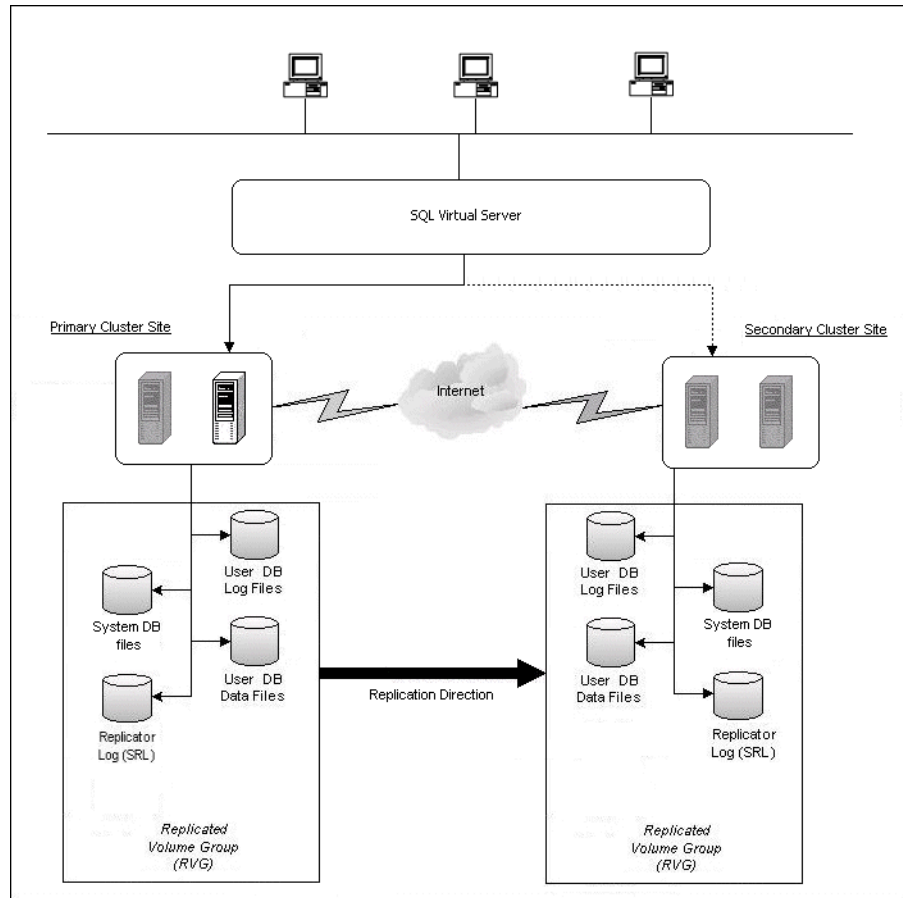 SQL Virtual Server
Primary Cluster Site
Secondary Cluster Site
Internet
User DB
Log Files
System DB
files
User DB
Data Files
Replicator
Log (SRL)
Replicated
Volume Group
(RVG)
Replication Direction
User DB
Log Files
System DB
files
User DB
Data Files
Replicator
Log (SRL)
Replicated
Volume Group
(RVG)